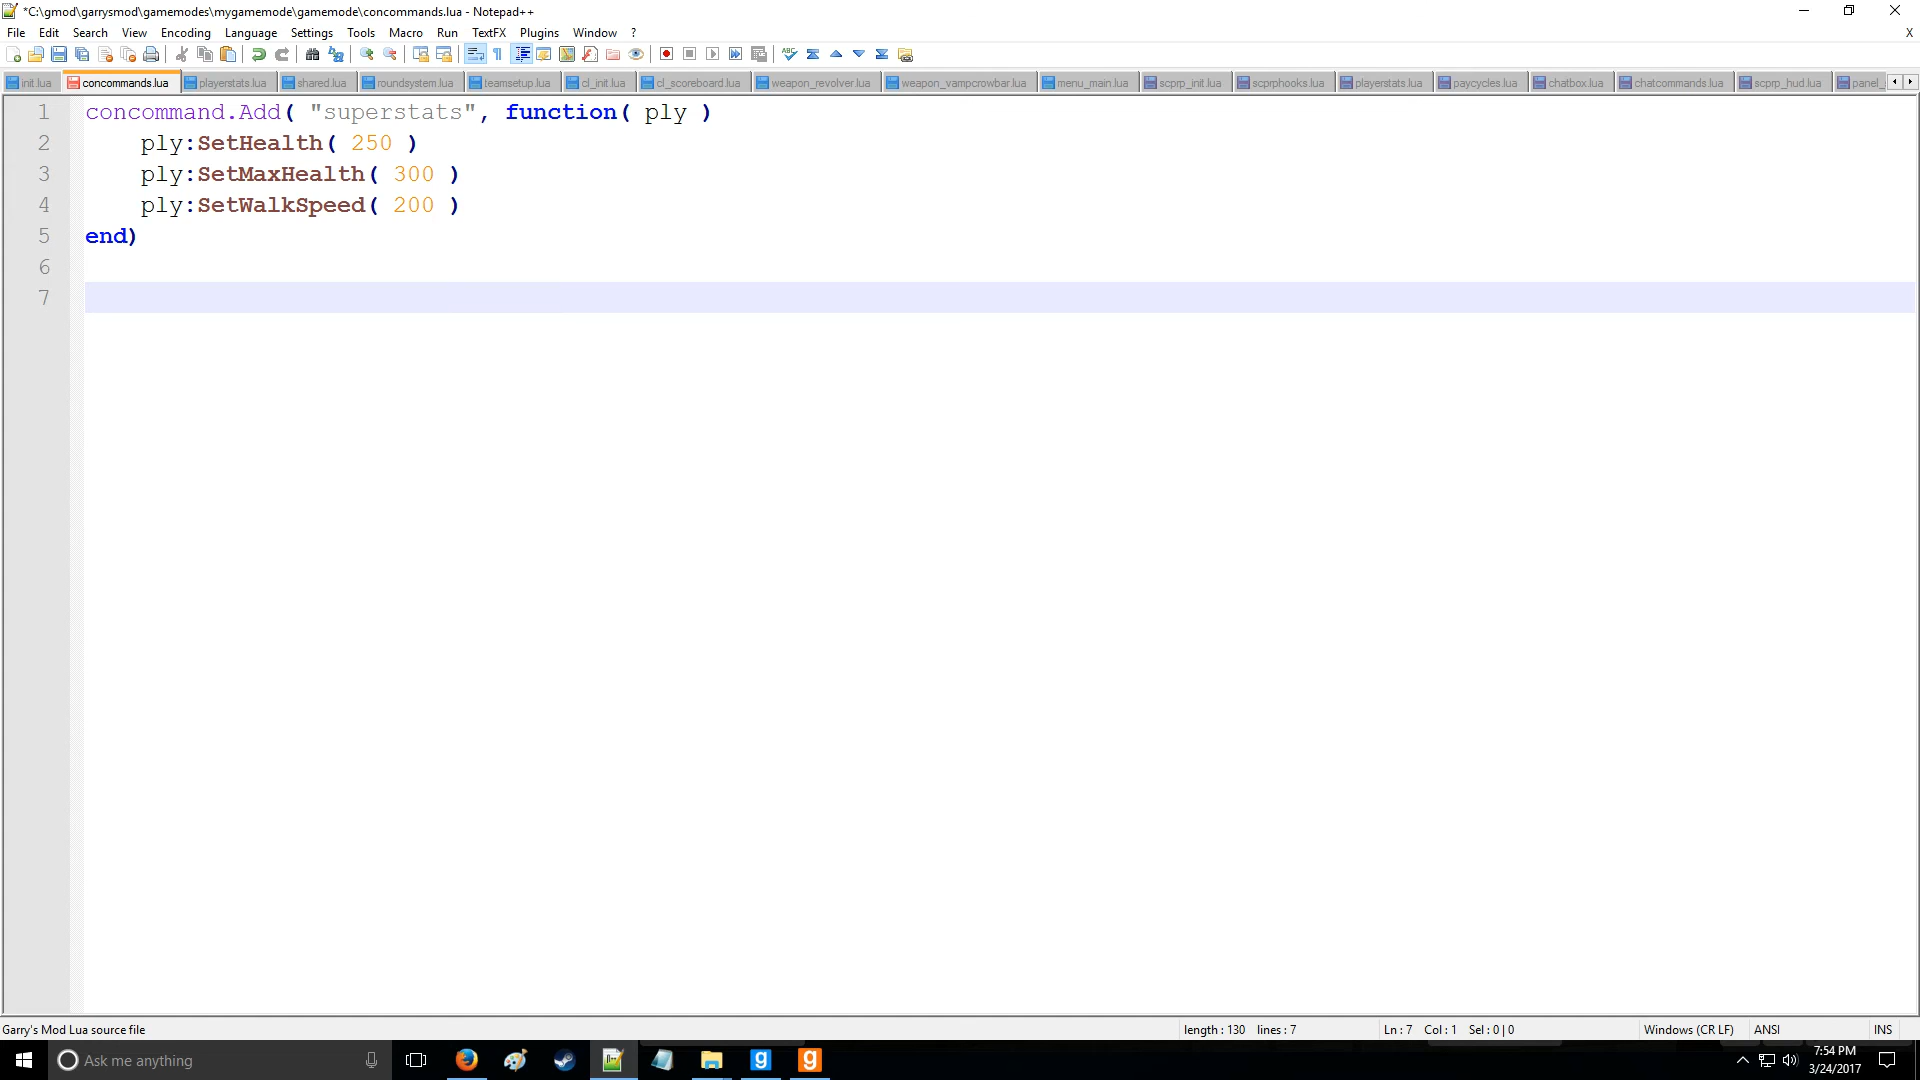 *C:\gmod\garrysmod\gamemodes\mygamemode\gamemode\concommands.lua - Notepad++
File Edit Search View Encoding Language Settings Tools Macro Run TextFX Plugins Window ? X
init.lua concommands.lua playerstats.lua shared.lua roundsystem.lua teamsetup.lua cl_init.lua cl_scoreboard.lua weapon_revolver.lua weapon_vampcrowbar.lua menu_main.lua scprp_init.lua scprphooks.lua playerstats.lua paycycles.lua chatbox.lua chatcommands.lua scprp_hud.lua panel_
1 concommand.Add( "superstats", function( ply )
2 ply:SetHealth( 250 )
3 ply:SetMaxHealth( 300 )
4 ply:SetWalkSpeed( 200 )
5 end)
6
7
Garry's Mod Lua source file length : 130 lines : 7 Ln : 7 Col : 1 Sel : 0 | 0 Windows (CR LF) ANSI INS
Ask me anything 7:54 PM
3/24/2017